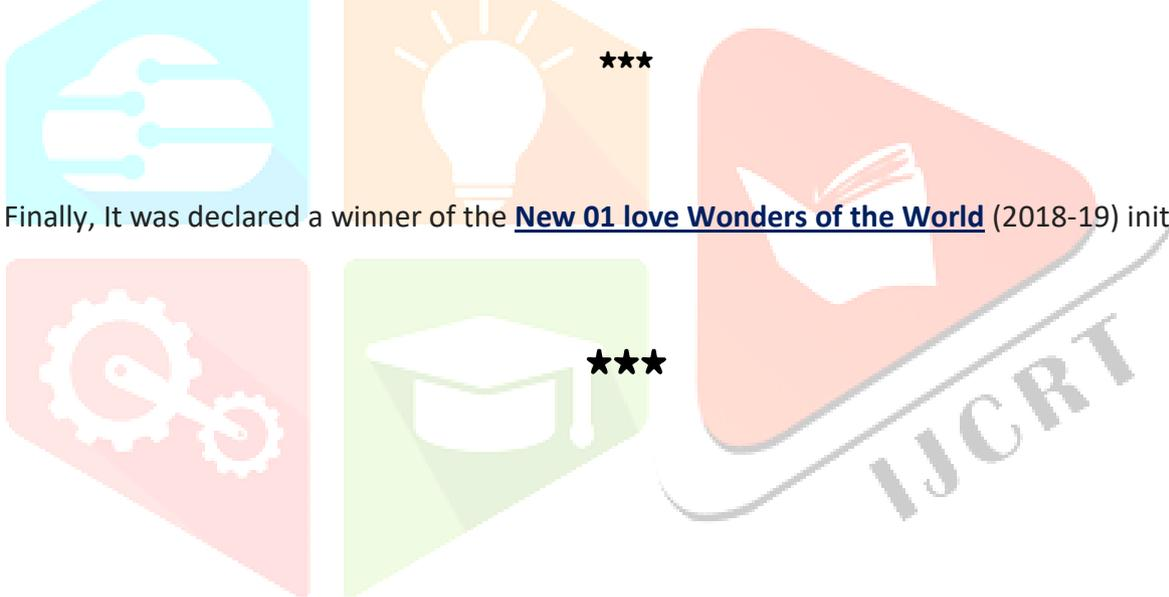 ★★★
Finally, It was declared a winner of the New 01 love Wonders of the World (2018-19) init
★★★
IJCRT